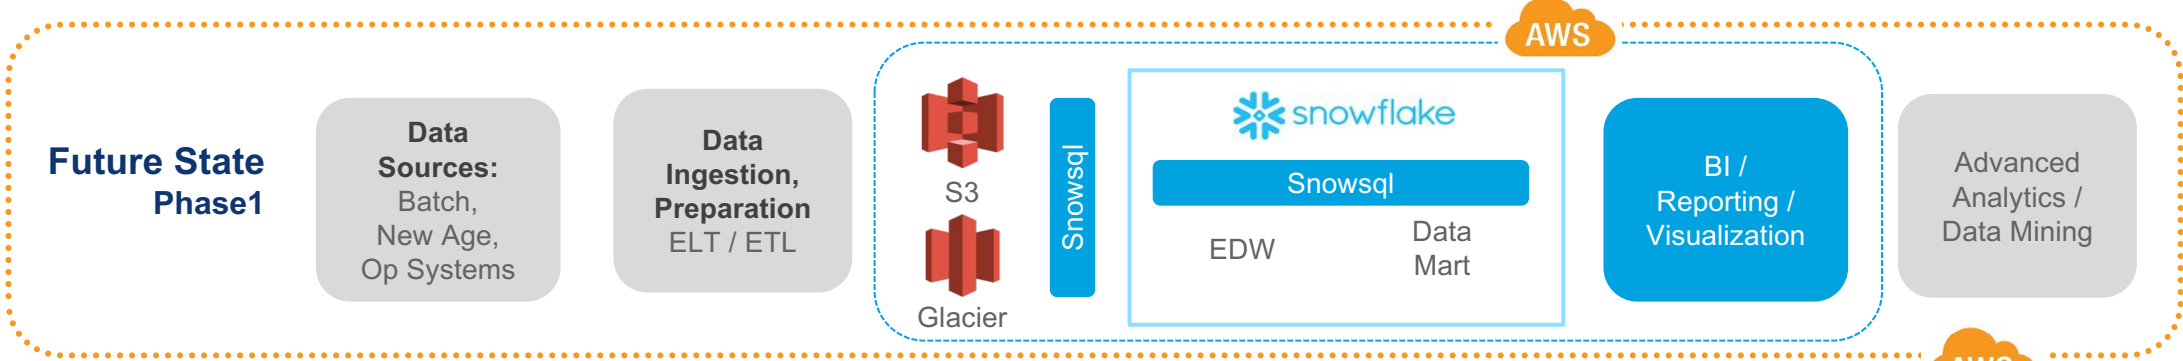 AWS
Future State
Phase1
Data
Sources:
Batch,
New Age,
Op Systems
Data
Ingestion,
Preparation
ELT / ETL
S3
Glacier
Snowsql
snowflake
Snowsql
EDW
Data
Mart
BI /
Reporting /
Visualization
Advanced
Analytics /
Data Mining
AWS